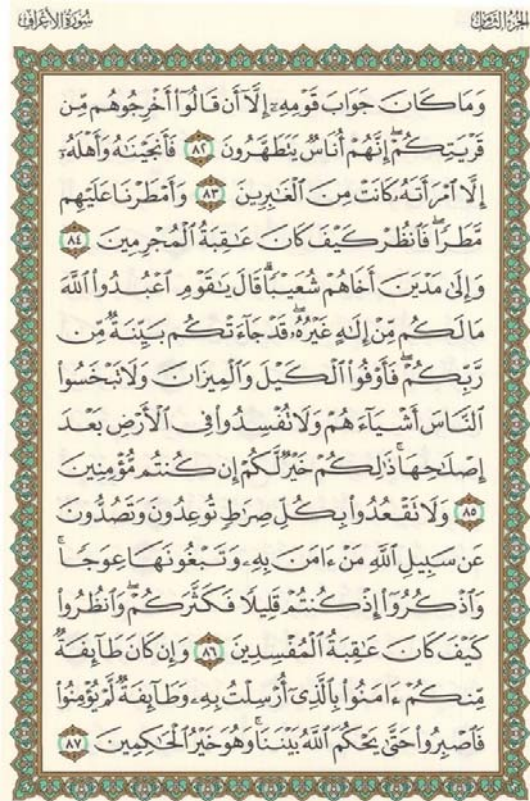 الجزء الثامن
سورة الأعراف
وَمَا كَانَ جَوَابَ قَوْمِهِۦٓ إِلَّآ أَن قَالُوٓا۟ أَخْرِجُوهُم مِّن
قَرْيَتِكُمْ ۖ إِنَّهُمْ أُنَاسٌ يَتَطَهَّرُونَ ٨٢ فَأَنجَيْنَٰهُ وَأَهْلَهُۥٓ
إِلَّا ٱمْرَأَتَهُۥ كَانَتْ مِنَ ٱلْغَٰبِرِينَ ٨٣ وَأَمْطَرْنَا عَلَيْهِم
مَّطَرًا ۖ فَٱنظُرْ كَيْفَ كَانَ عَٰقِبَةُ ٱلْمُجْرِمِينَ ٨٤
وَإِلَىٰ مَدْيَنَ أَخَاهُمْ شُعَيْبًا ۗ قَالَ يَٰقَوْمِ ٱعْبُدُوا۟ ٱللَّهَ
مَا لَكُم مِّنْ إِلَٰهٍ غَيْرُهُۥ ۖ قَدْ جَآءَتْكُم بَيِّنَةٌ مِّن
رَّبِّكُمْ ۖ فَأَوْفُوا۟ ٱلْكَيْلَ وَٱلْمِيزَانَ وَلَا تَبْخَسُوا۟
ٱلنَّاسَ أَشْيَآءَهُمْ وَلَا تُفْسِدُوا۟ فِى ٱلْأَرْضِ بَعْدَ
إِصْلَٰحِهَا ۚ ذَٰلِكُمْ خَيْرٌ لَّكُمْ إِن كُنتُم مُّؤْمِنِينَ
٨٥ وَلَا تَقْعُدُوا۟ بِكُلِّ صِرَٰطٍ تُوعِدُونَ وَتَصُدُّونَ
عَن سَبِيلِ ٱللَّهِ مَنْ ءَامَنَ بِهِۦ وَتَبْغُونَهَا عِوَجًا ۚ
وَٱذْكُرُوٓا۟ إِذْ كُنتُمْ قَلِيلًا فَكَثَّرَكُمْ ۖ وَٱنظُرُوا۟
كَيْفَ كَانَ عَٰقِبَةُ ٱلْمُفْسِدِينَ ٨٦ وَإِن كَانَ طَآئِفَةٌ
مِّنكُمْ ءَامَنُوا۟ بِٱلَّذِىٓ أُرْسِلْتُ بِهِۦ وَطَآئِفَةٌ لَّمْ يُؤْمِنُوا۟
فَٱصْبِرُوا۟ حَتَّىٰ يَحْكُمَ ٱللَّهُ بَيْنَنَا ۚ وَهُوَ خَيْرُ ٱلْحَٰكِمِينَ ٨٧